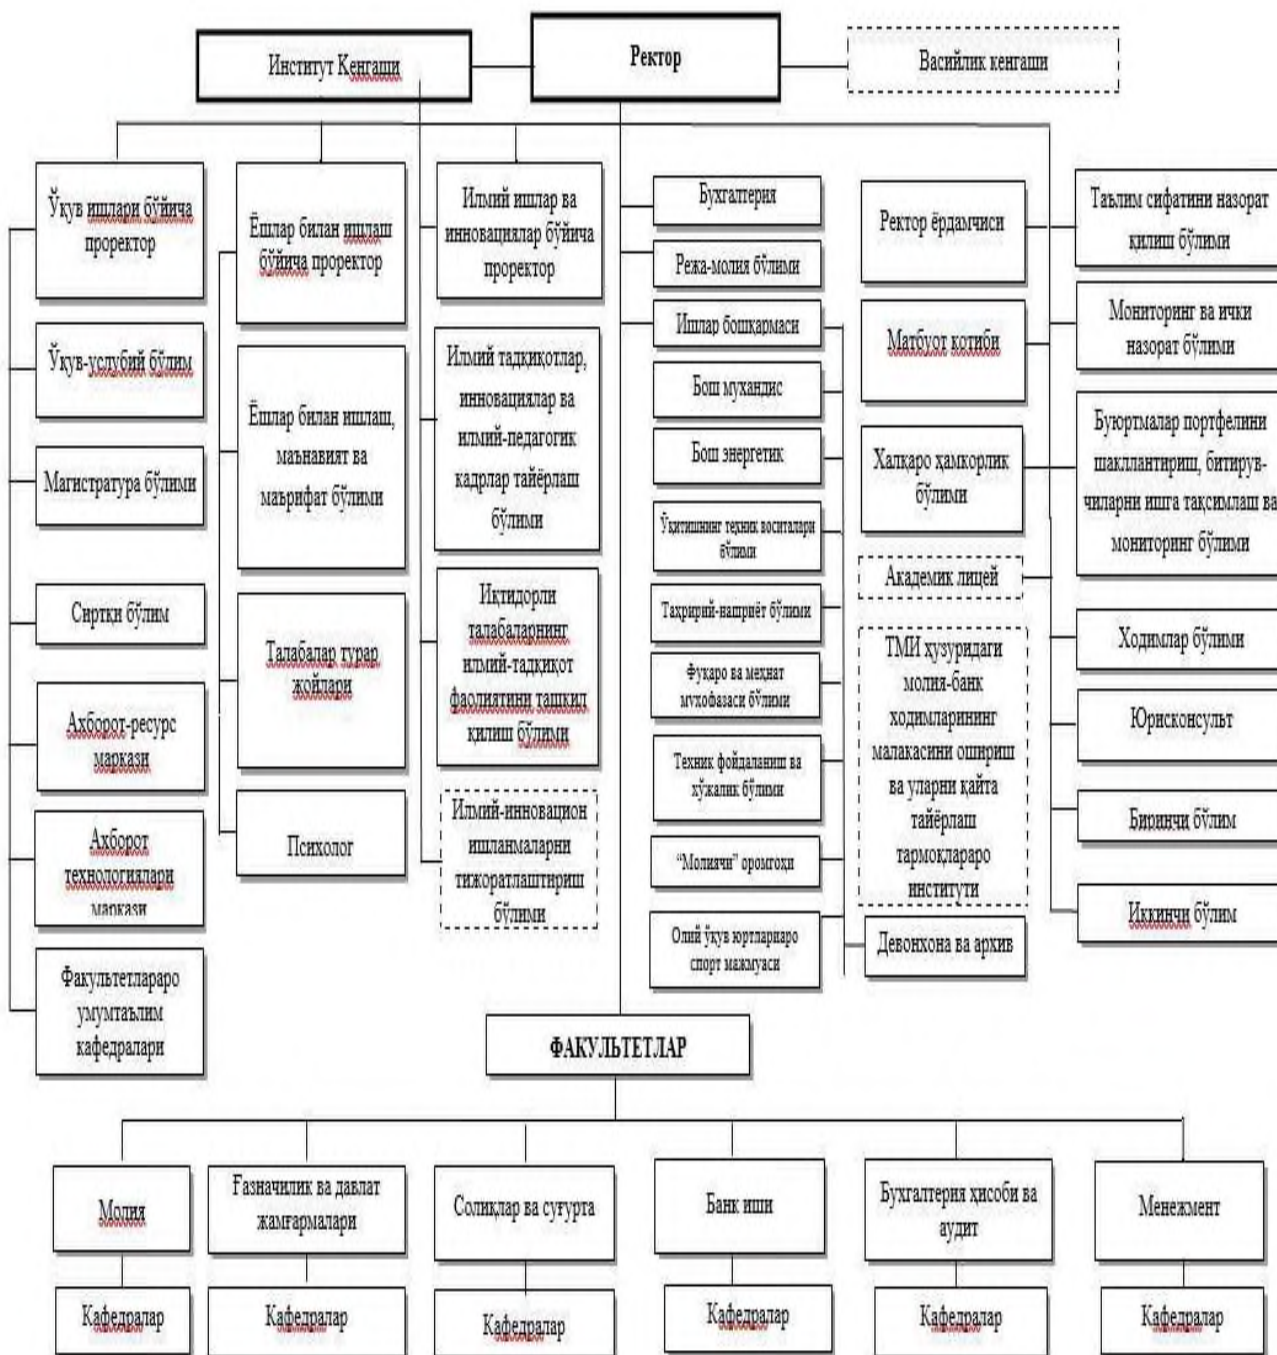 Институт Кенгаши
Ректор
Васийлик кенгаши
Ўқув ишлари бўйича
проректор
Ўқув-услубий бўлим
Магистратура бўлими
Сиртқи бўлим
Ахборот-ресурс
маркази
Ахборот
технологиялари
маркази
Факультетлараро
умумтаълим
кафедралари
Ёшлар билан ишлаш
бўйича проректор
Ёшлар билан ишлаш,
маънавият ва
маърифат бўлими
Талабалар турар
жойлари
Психолог
Илмий ишлар ва
инновациялар бўйича
проректор
Илмий тадқиқотлар,
инновациялар ва
илмий-педагогик
кадрлар тайёрлаш
бўлими
Иқтидорли
талабаларнинг
илмий-тадқиқот
фаолиятини ташкил
қилиш бўлими
Илмий-инновацион
ишланмаларни
тижоратлаштириш
бўлими
Бухгалтерия
Режа-молия бўлими
Ишлар бошқармаси
Бош мухандис
Бош энергетик
Ўқитишнинг техник воситалари
бўлими
Таҳририй-нашриёт бўлими
Фуқаро ва меҳнат
муҳофазаси бўлими
Техник фойдаланиш ва
хўжалик бўлими
“Молиячи” оромгоҳи
Олий ўқув юртлариаро
спорт мажмуаси
Ректор ёрдамчиси
Матбуот котиби
Халқаро ҳамкорлик
бўлими
Академик лицей
ТМИ ҳузуридаги
молия-банк
ходимларининг
малакасини ошириш
ва уларни қайта
тайёрлаш
тармоқлараро
институти
Девонхона ва архив
Таълим сифатини назорат
қилиш бўлими
Мониторинг ва ички
назорат бўлими
Буюртмалар портфелини
шакллантириш, битирув-
чиларни ишга тақсимлаш ва
мониторинг бўлими
Ходимлар бўлими
Юрисконсульт
Биринчи бўлим
Иккинчи бўлим
ФАКУЛЬТЕТЛАР
Молия
Ғазначилик ва давлат
жамғармалари
Солиқлар ва суғурта
Банк иши
Бухгалтерия ҳисоби ва
аудит
Менежмент
Кафедралар
Кафедралар
Кафедралар
Кафедралар
Кафедралар
Кафедралар